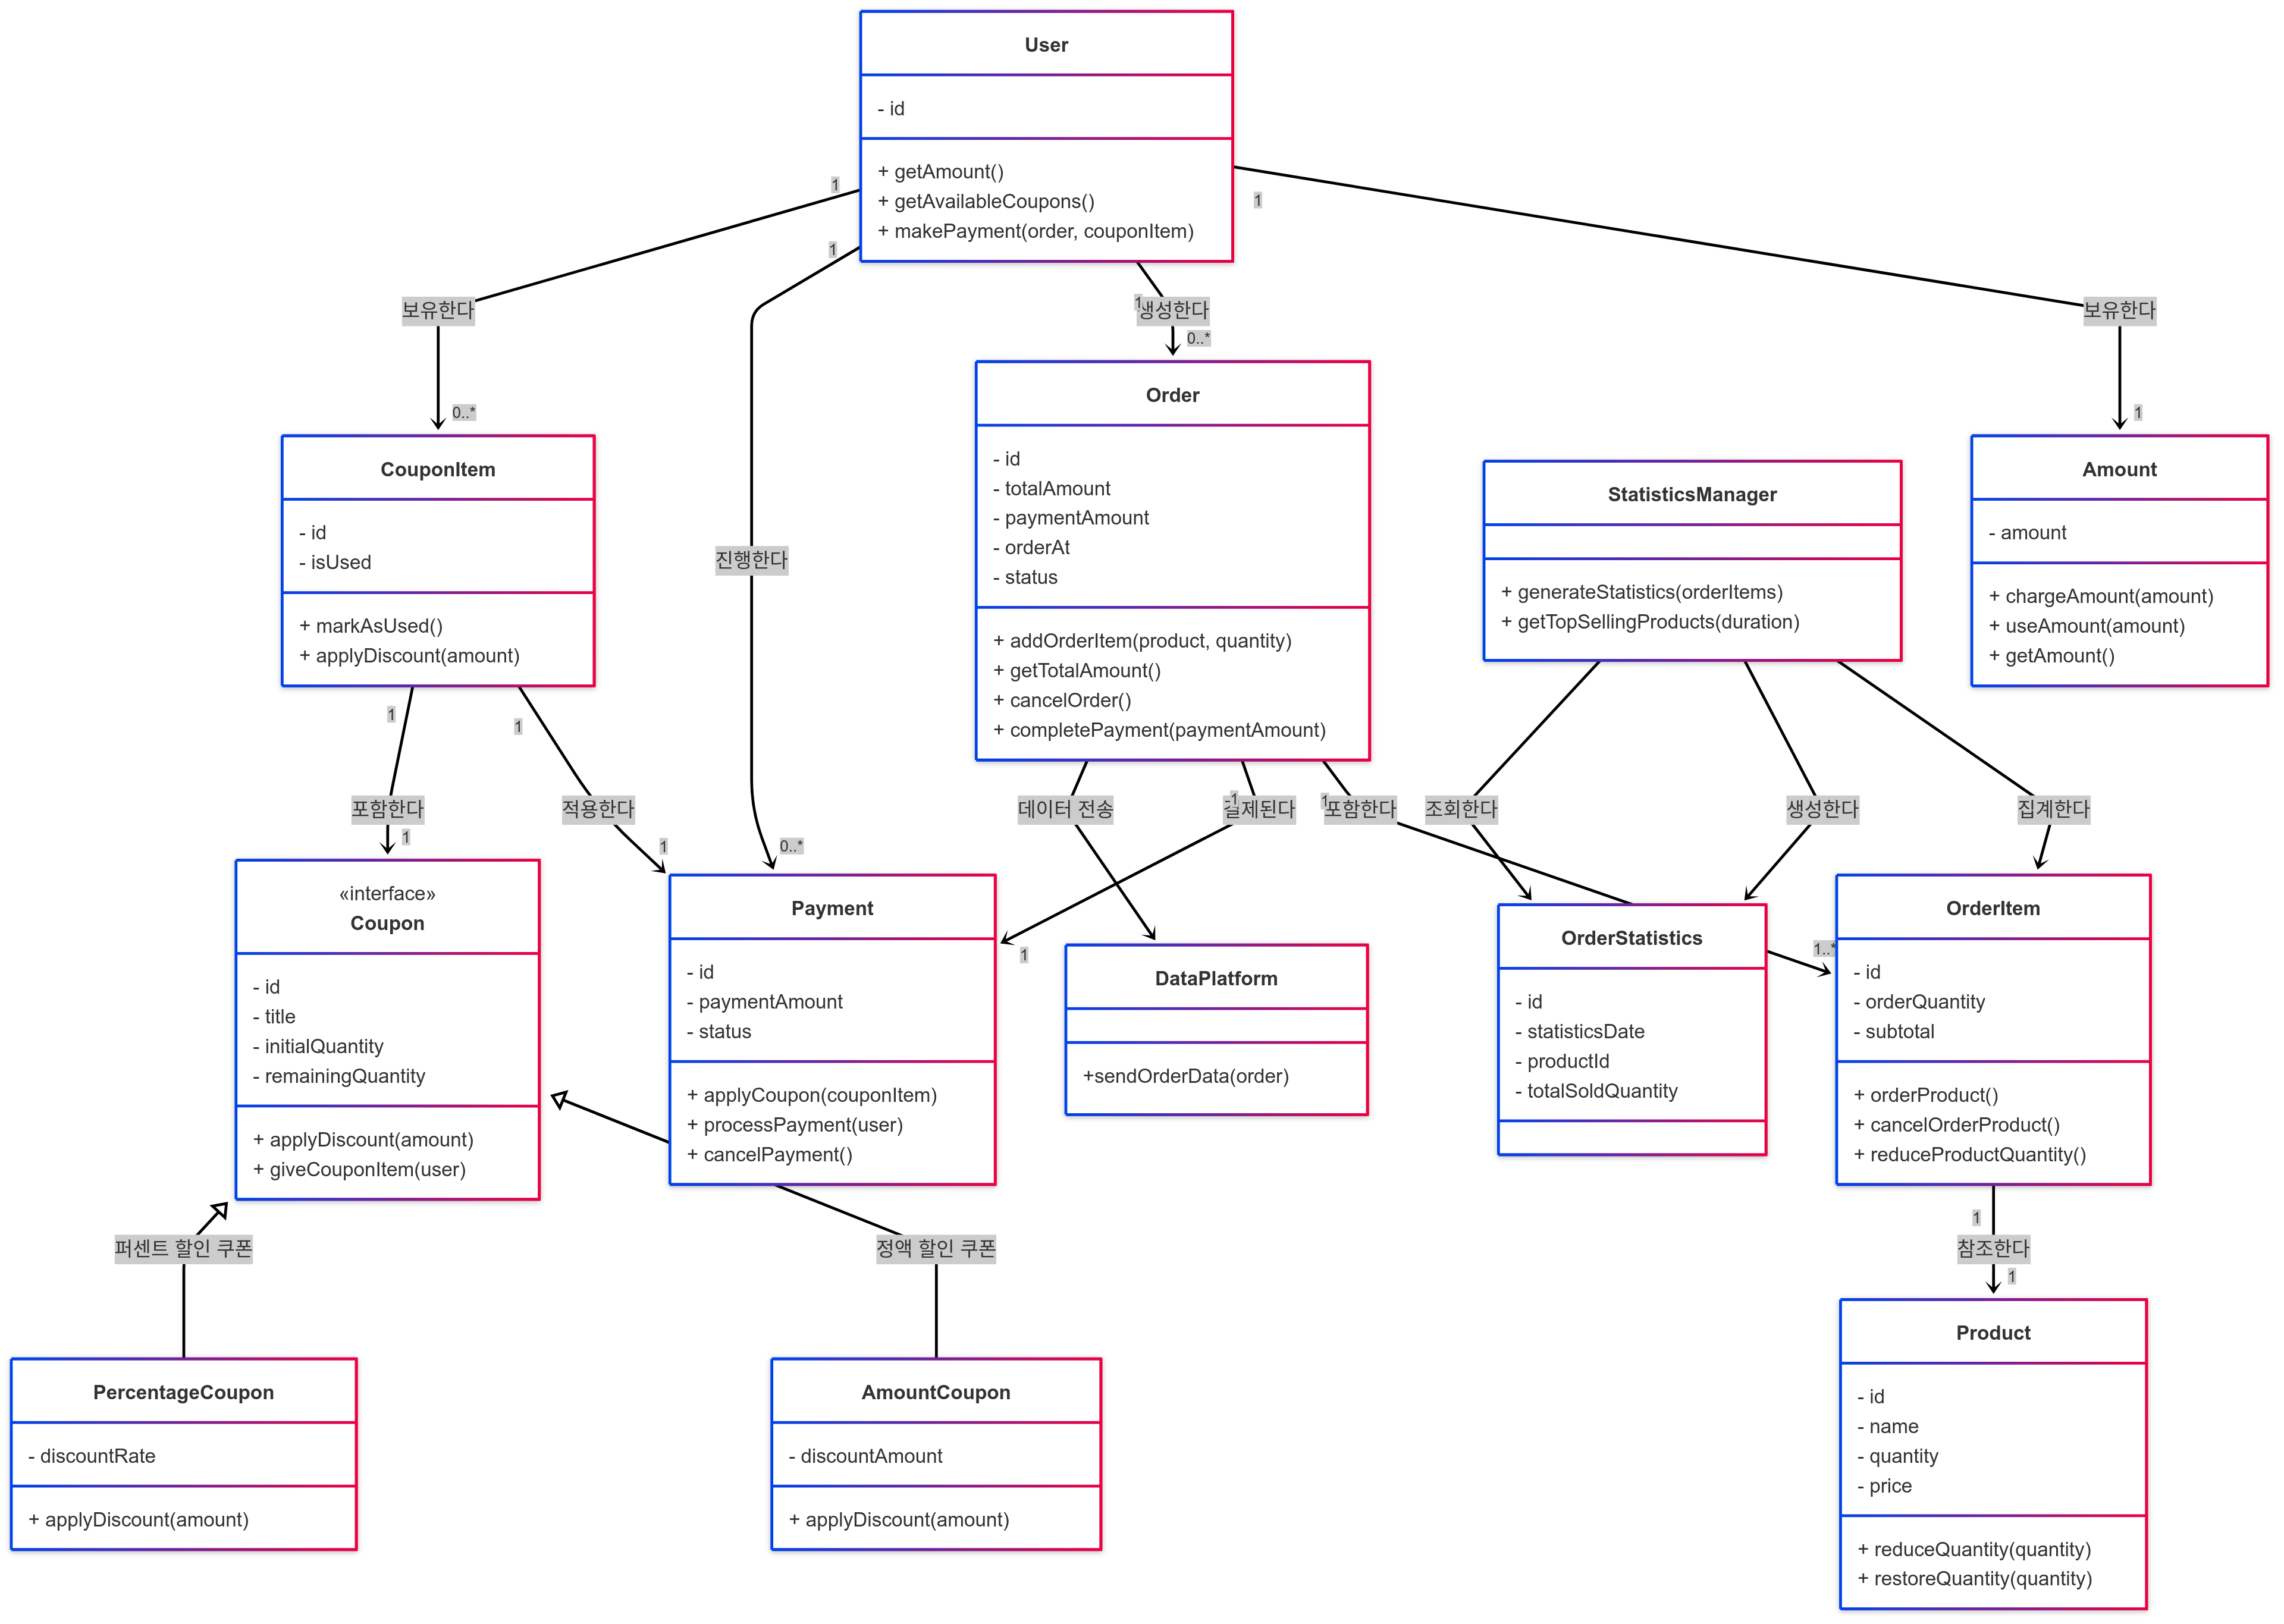 User
- id
+ getAmount()
+ getAvailableCoupons()
+ makePayment(order, couponItem)
1
1
1
1
보유한다
생성한다
보유한다
0..*
0..*
1
Order
- id
- totalAmount
- paymentAmount
- orderAt
- status
+ addOrderItem(product, quantity)
+ getTotalAmount()
+ cancelOrder()
+ completePayment(paymentAmount)
CouponItem
- id
- isUsed
+ markAsUsed()
+ applyDiscount(amount)
진행한다
StatisticsManager
+ generateStatistics(orderItems)
+ getTopSellingProducts(duration)
Amount
- amount
+ chargeAmount(amount)
+ useAmount(amount)
+ getAmount()
1
1
포함한다
적용한다
데이터 전송
1
결제된다
1
포함한다
조회한다
생성한다
집계한다
1
1
0..*
1
1..*
«interface»
Coupon
- id
- title
- initialQuantity
- remainingQuantity
+ applyDiscount(amount)
+ giveCouponItem(user)
Payment
- id
- paymentAmount
- status
+ applyCoupon(couponItem)
+ processPayment(user)
+ cancelPayment()
DataPlatform
+sendOrderData(order)
OrderStatistics
- id
- statisticsDate
- productId
- totalSoldQuantity
OrderItem
- id
- orderQuantity
- subtotal
+ orderProduct()
+ cancelOrderProduct()
+ reduceProductQuantity()
퍼센트 할인 쿠폰
정액 할인 쿠폰
1
참조한다
1
PercentageCoupon
- discountRate
+ applyDiscount(amount)
AmountCoupon
- discountAmount
+ applyDiscount(amount)
Product
- id
- name
- quantity
- price
+ reduceQuantity(quantity)
+ restoreQuantity(quantity)